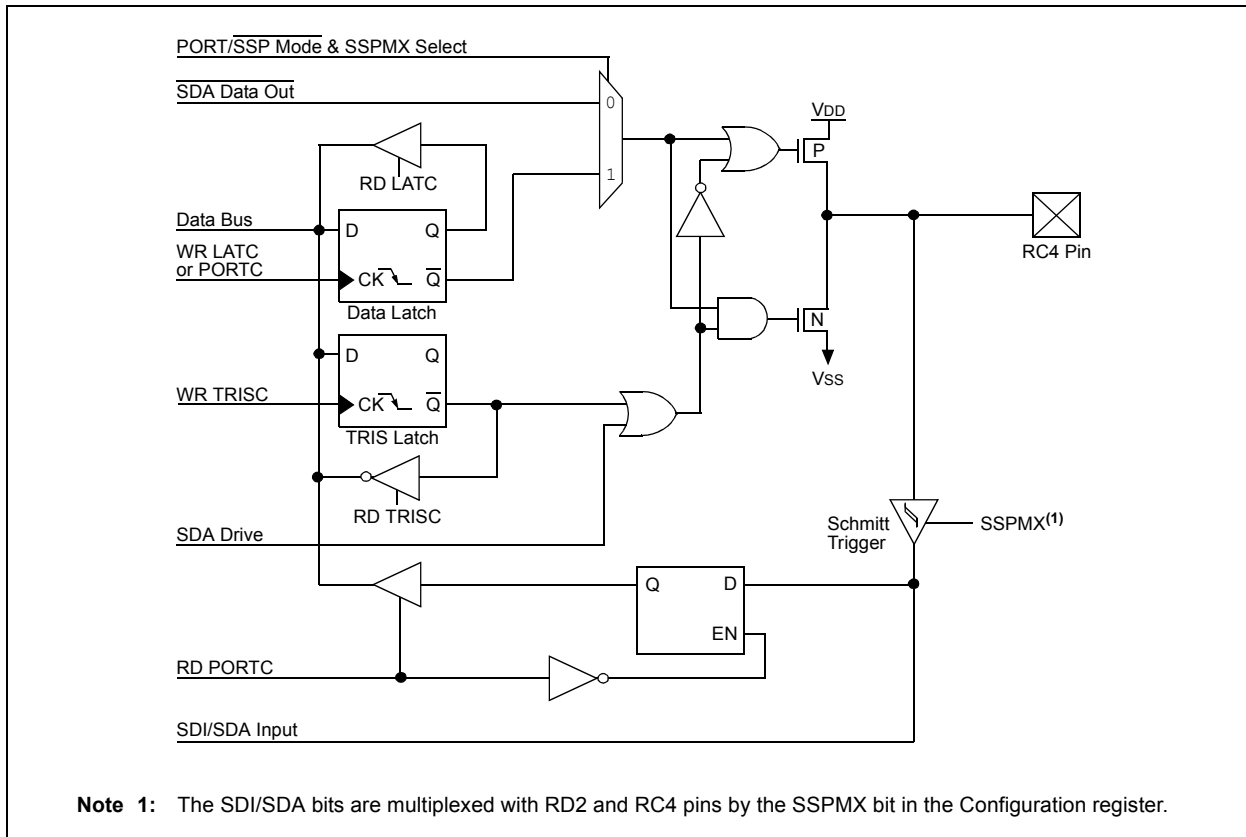 PORT/SSP Mode & SSPMX Select
SDA Data Out
0
1
VDD
P
RD LATC
Data Bus
D Q
WR LATC
or PORTC
CK Q
Data Latch
RC4 Pin
N
VSS
D Q
WR TRISC
CK Q
TRIS Latch
RD TRISC
SDA Drive
Schmitt
Trigger
SSPMX(1)
Q D
EN
RD PORTC
SDI/SDA Input
Note 1: The SDI/SDA bits are multiplexed with RD2 and RC4 pins by the SSPMX bit in the Configuration register.